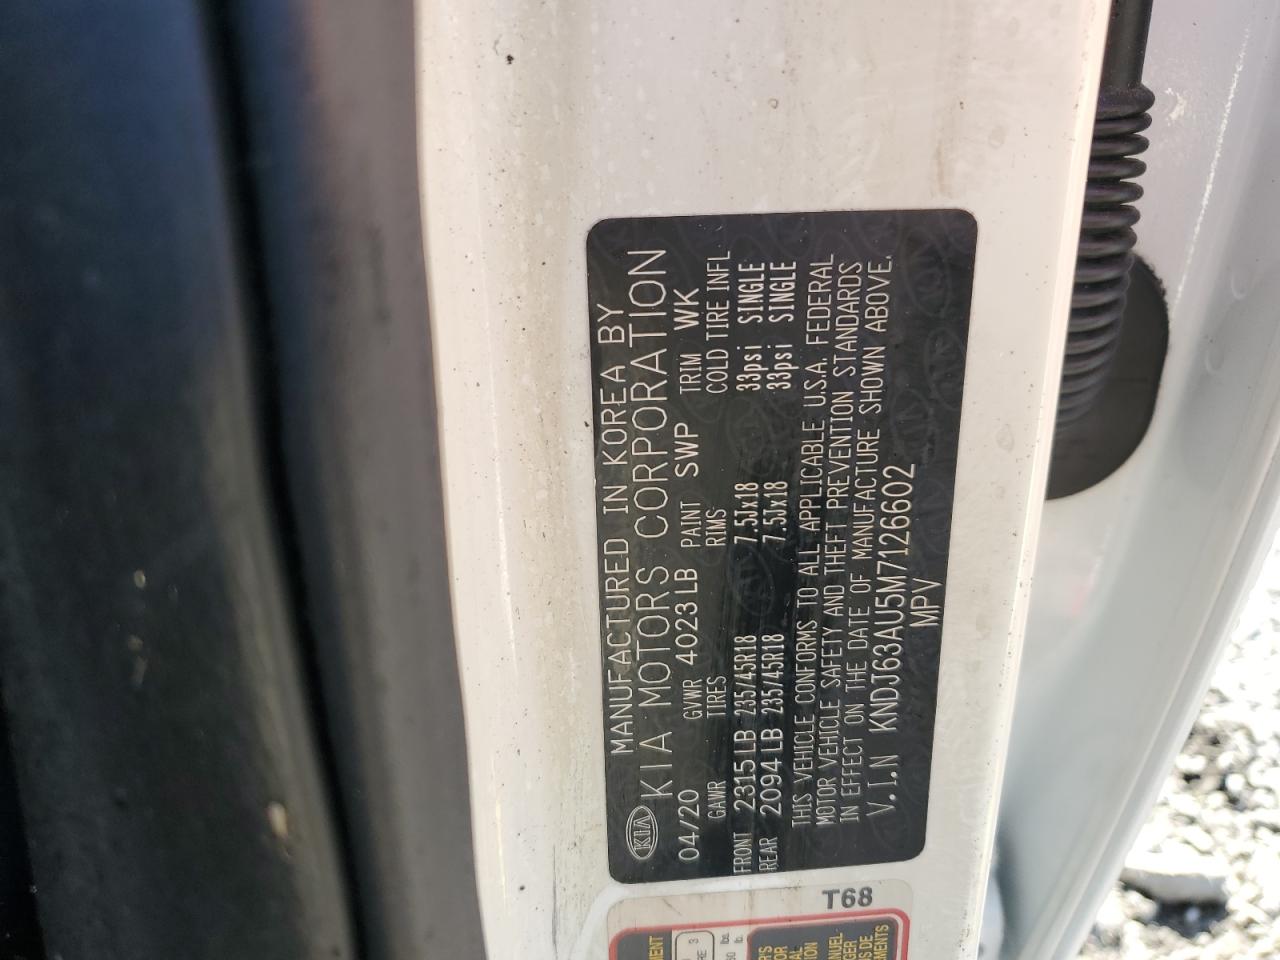 MANUFACTURED IN KOREA BY
KIA KIA MOTORS CORPORATION
04/20 GVWR 4023 LB PAINT SWP TRIM WK
GAWR TIRES RIMS COLD TIRE INFL
FRONT 2315 LB 235/45R18 7.5Jx18 33psi SINGLE
REAR 2094 LB 235/45R18 7.5Jx18 33psi SINGLE
THIS VEHICLE CONFORMS TO ALL APPLICABLE U.S.A. FEDERAL
MOTOR VEHICLE SAFETY AND THEFT PREVENTION STANDARDS
IN EFFECT ON THE DATE OF MANUFACTURE SHOWN ABOVE.
V.I.N KNDJ63AU5M7126602
MPV
T68